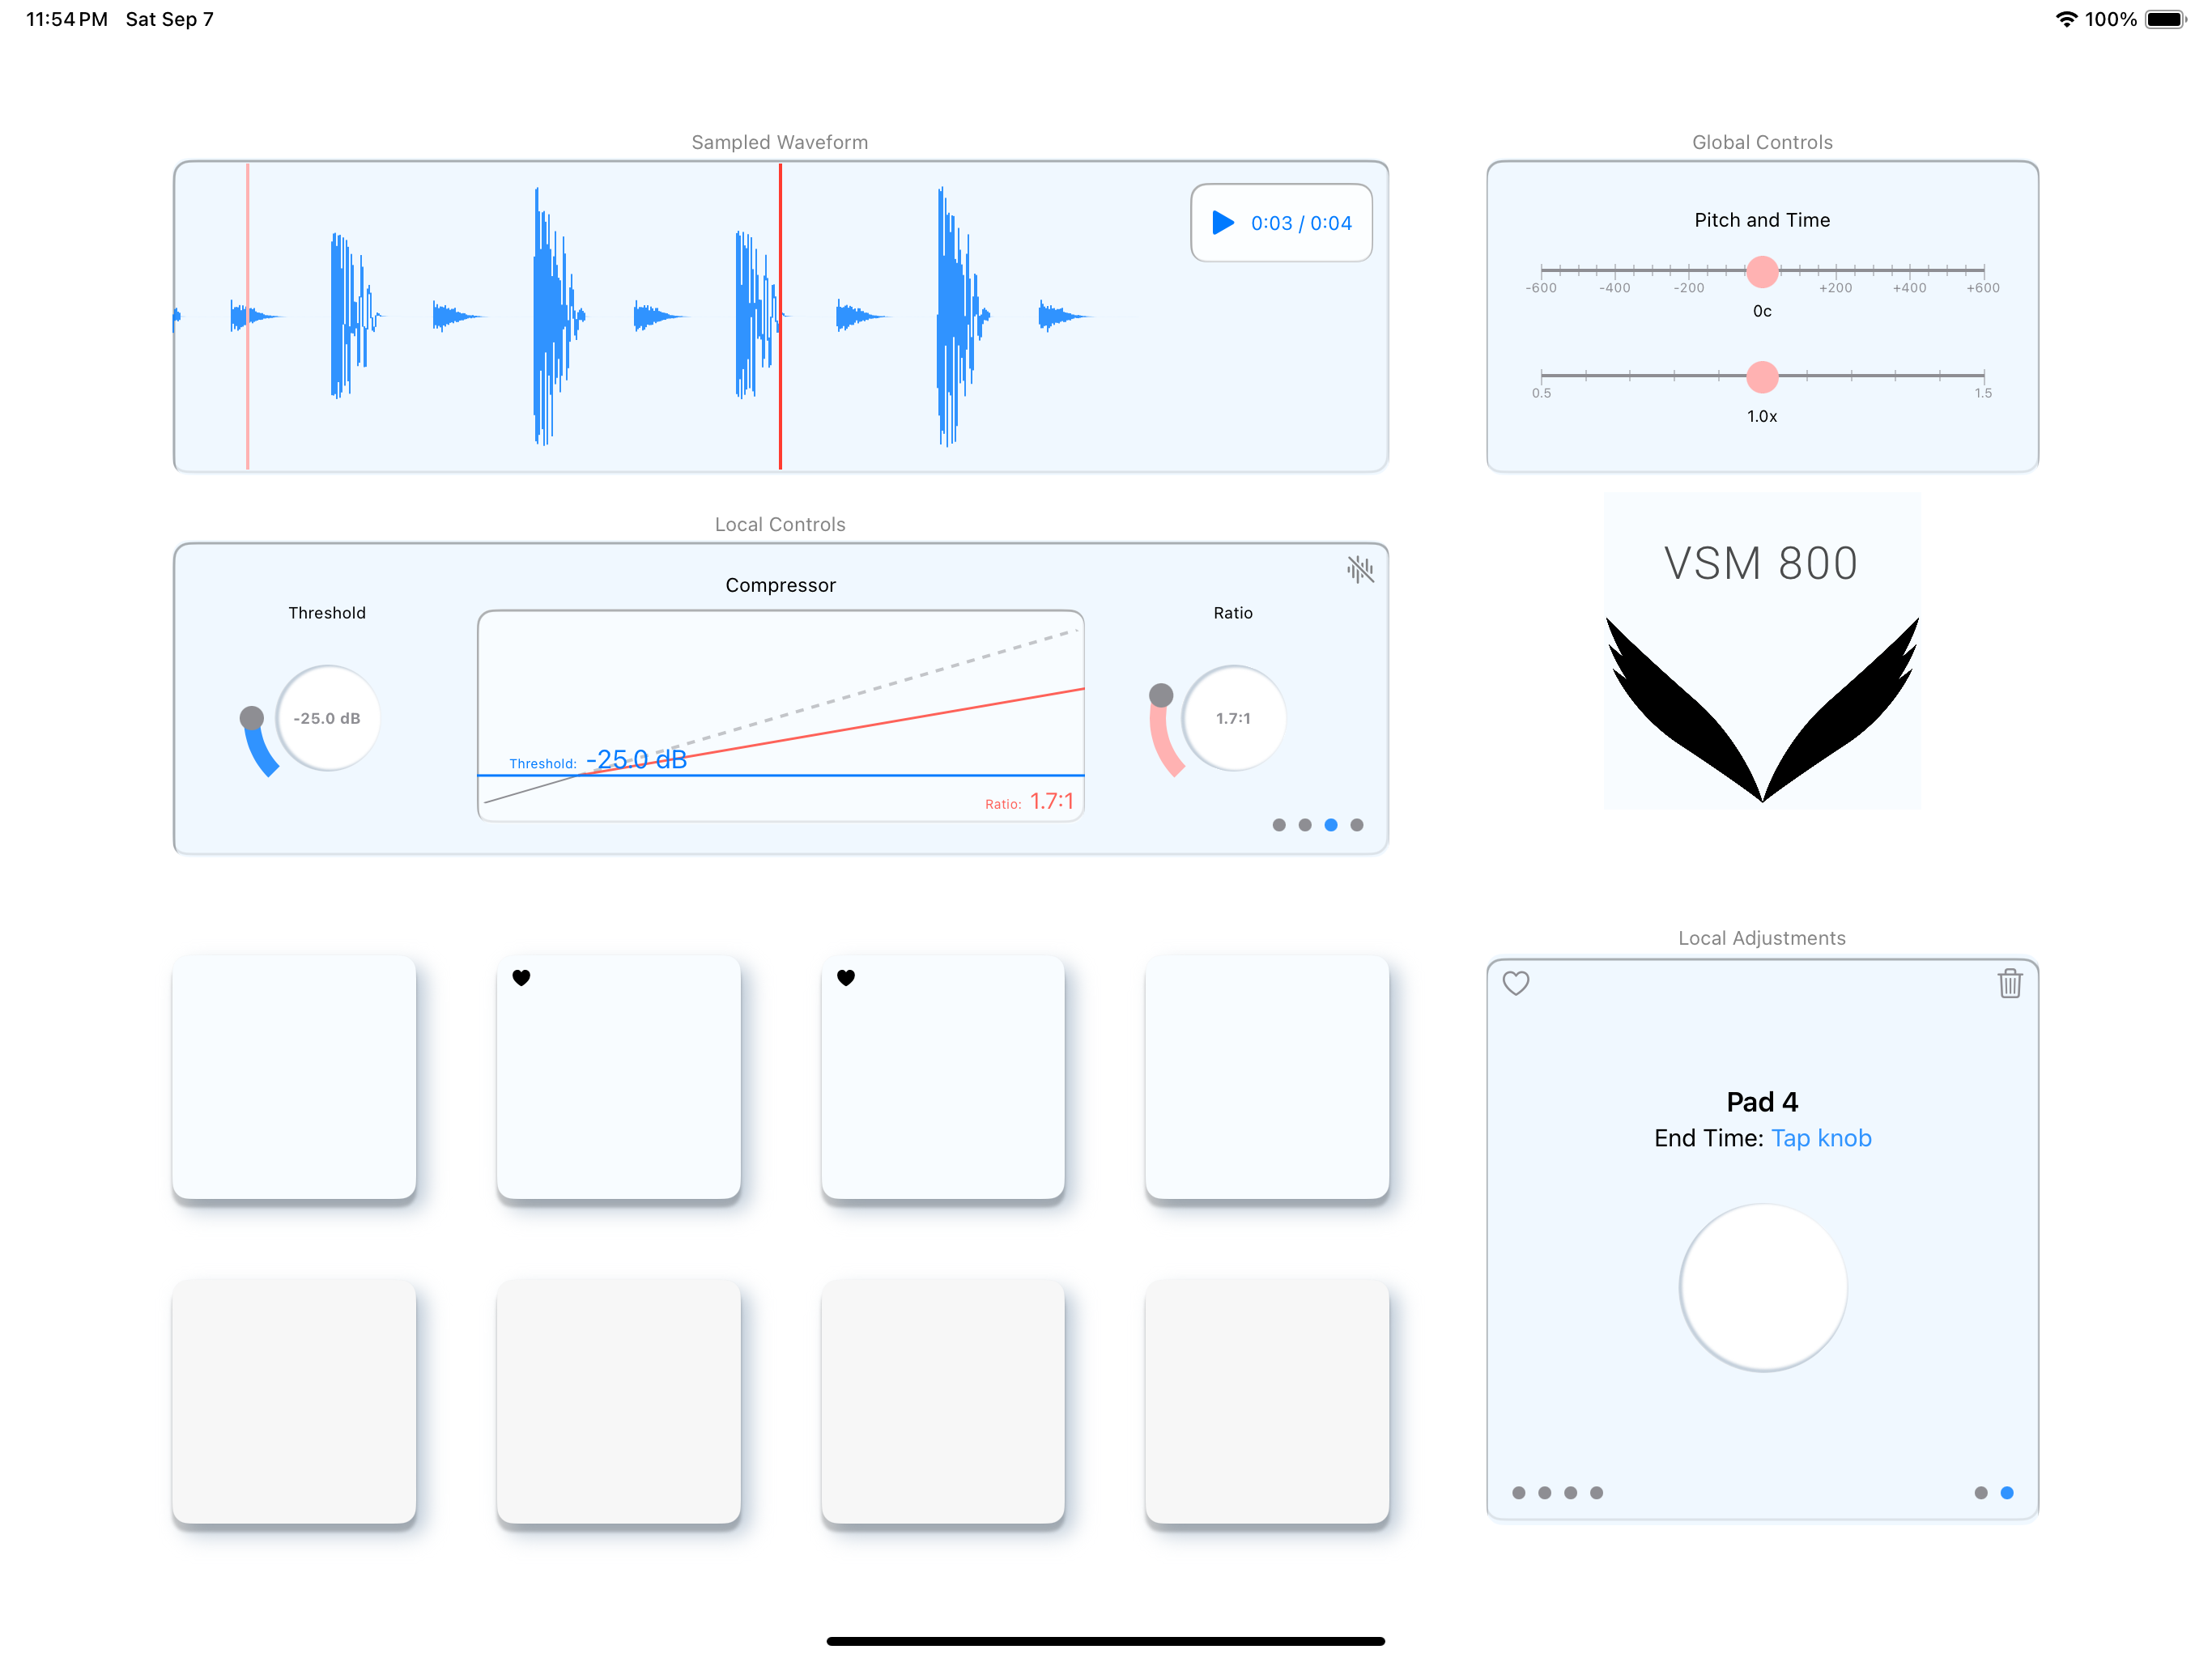 11:54 PM Sat Sep 7
100%
Sampled Waveform
0:03 / 0:04
Global Controls
Pitch and Time
-600 -400 -200 +200 +400 +600
0c
0.5 1.5
1.0x
Local Controls
Compressor
Threshold
-25.0 dB
Threshold: -25.0 dB
Ratio: 1.7:1
Ratio
1.7:1
VSM 800
Local Adjustments
Pad 4
End Time: Tap knob